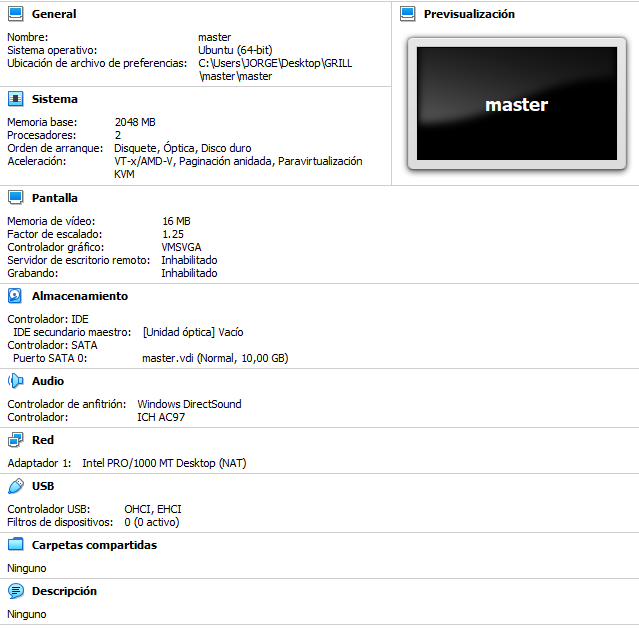 General
Nombre: master
Sistema operativo: Ubuntu (64-bit)
Ubicación de archivo de preferencias: C:\Users\JORGE\Desktop\GRILL
\master\master
Previsualización
master
Sistema
Memoria base: 2048 MB
Procesadores: 2
Orden de arranque: Disquete, Óptica, Disco duro
Aceleración: VT-x/AMD-V, Paginación anidada, Paravirtualización
KVM
Pantalla
Memoria de vídeo: 16 MB
Factor de escalado: 1.25
Controlador gráfico: VMSVGA
Servidor de escritorio remoto: Inhabilitado
Grabando: Inhabilitado
Almacenamiento
Controlador: IDE
IDE secundario maestro: [Unidad óptica] Vacío
Controlador: SATA
Puerto SATA 0: master.vdi (Normal, 10,00 GB)
Audio
Controlador de anfitrión: Windows DirectSound
Controlador: ICH AC97
Red
Adaptador 1: Intel PRO/1000 MT Desktop (NAT)
USB
Controlador USB: OHCI, EHCI
Filtros de dispositivos: 0 (0 activo)
Carpetas compartidas
Ninguno
Descripción
Ninguno